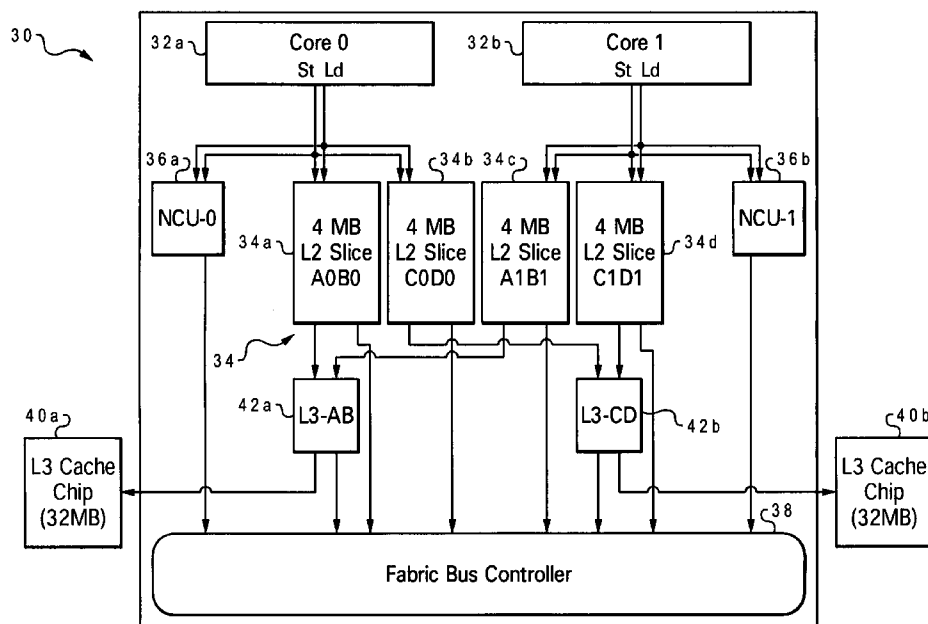 30
32a
Core 0
St Ld
32b
Core 1
St Ld
36a
34b
34c
36b
NCU-0
34a
4 MB
L2 Slice
A0B0
4 MB
L2 Slice
C0D0
4 MB
L2 Slice
A1B1
4 MB
L2 Slice
C1D1
34d
NCU-1
34
42a
L3-AB
L3-CD
42b
40a
L3 Cache
Chip
(32MB)
40b
L3 Cache
Chip
(32MB)
38
Fabric Bus Controller